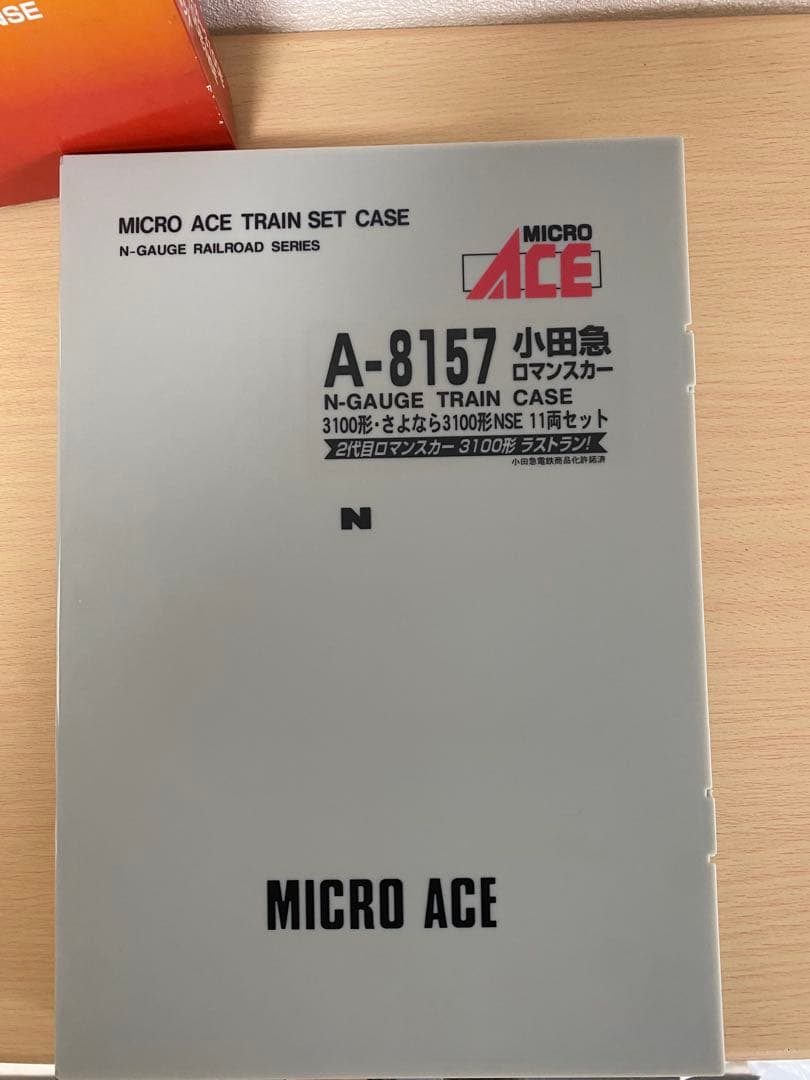 NSE
MICRO ACE TRAIN SET CASE
N-GAUGE RAILROAD SERIES
MICRO
ACE
A-8157 小田急
ロマンスカー
N-GAUGE TRAIN CASE
3100形・さよなら3100形NSE 11両セット
2代目ロマンスカー 3100形 ラストラン!
小田急電鉄商品化許諾済
N
MICRO ACE